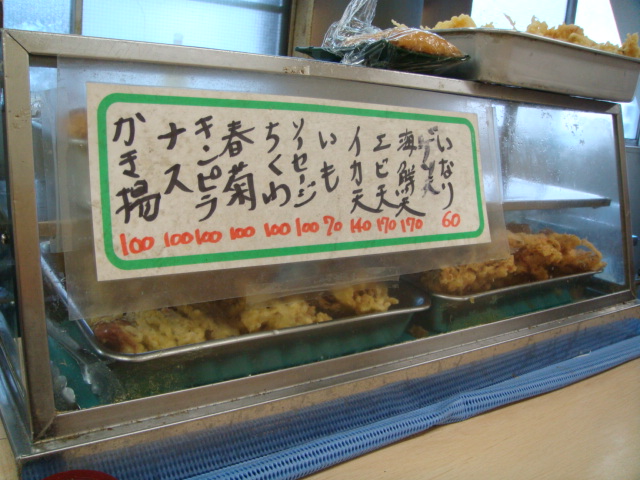 いなり 60
海鮮天 170
エビ天 170
イカ天 140
いも 70
ソーセージ 100
ちくわ 100
春菊 100
キンピラ 100
ナス 100
かき揚 100